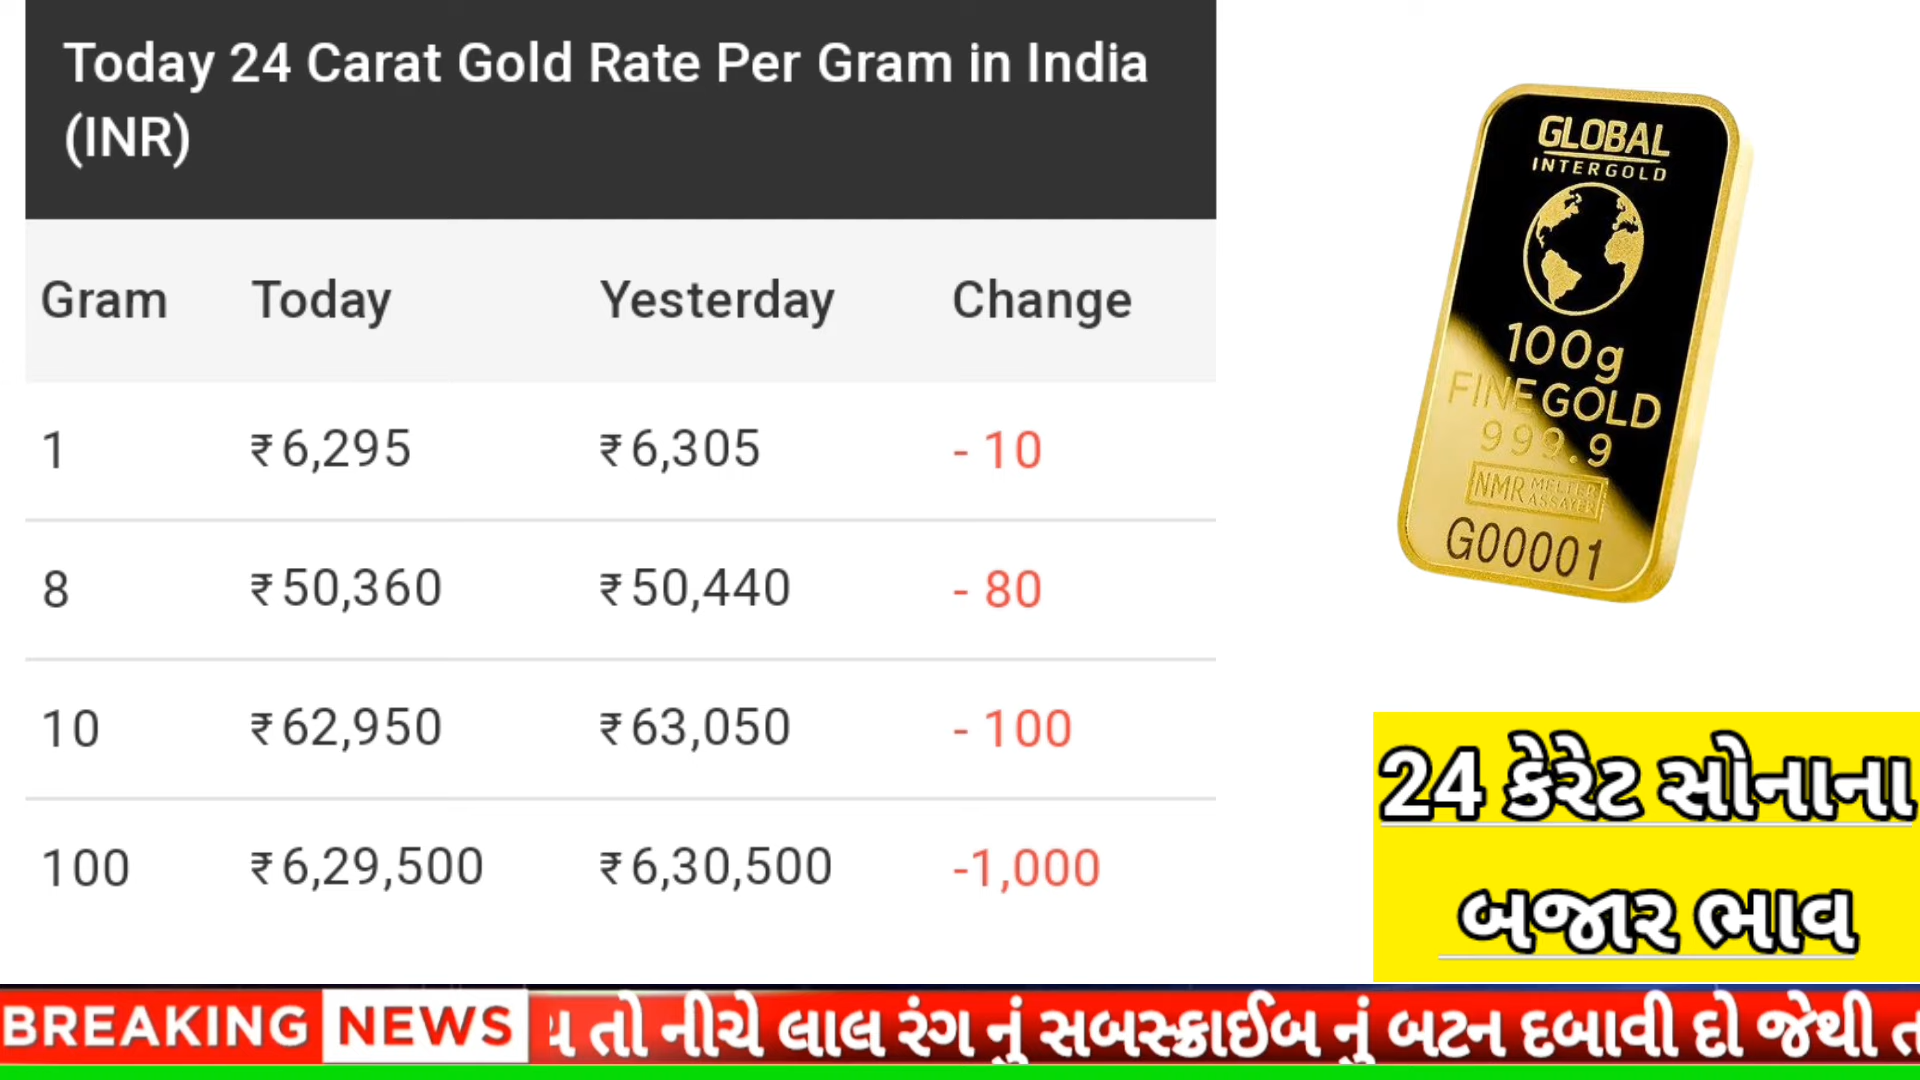 Today 24 Carat Gold Rate Per Gram in India
(INR)
Gram Today Yesterday Change
1 ₹6,295 ₹6,305 - 10
8 ₹50,360 ₹50,440 - 80
10 ₹62,950 ₹63,050 - 100
100 ₹6,29,500 ₹6,30,500 -1,000
GLOBAL
INTERGOLD
100g
FINE GOLD
999.9
NMR MELTER
ASSAYER
G00001
24 કેરેટ સોનાના
બજાર ભાવ
BREAKING NEWS તો નીચે લાલ રંગ નું સબસ્ક્રાઈબ નું બટન દબાવી દો જેથી